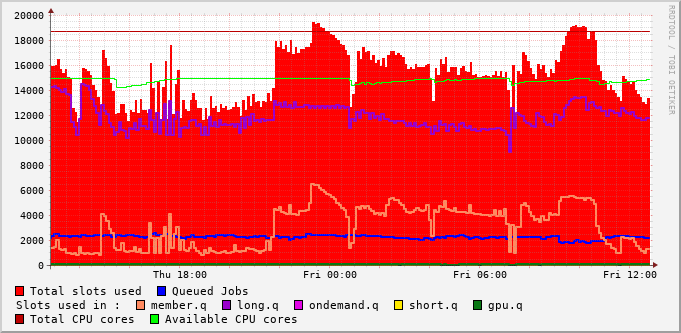 20000
18000
16000
14000
12000
10000
8000
6000
4000
2000
0
Thu 18:00 Fri 00:00 Fri 06:00 Fri 12:00
RRDTOOL / TOBI OETIKER
Total slots used Queued Jobs
Slots used in : member.q long.q ondemand.q short.q gpu.q
Total CPU cores Available CPU cores